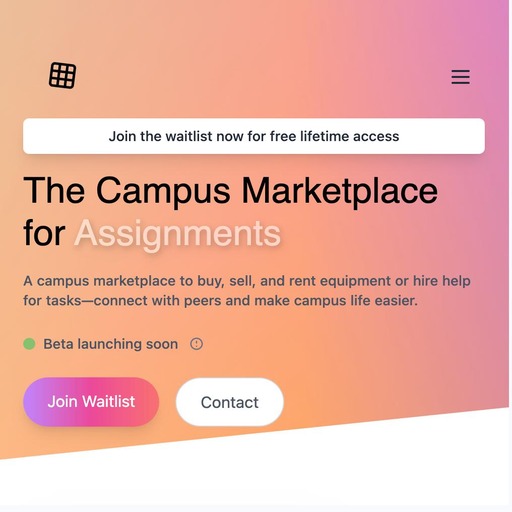 Join the waitlist now for free lifetime access
The Campus Marketplace
for Assignments
A campus marketplace to buy, sell, and rent equipment or hire help
for tasks—connect with peers and make campus life easier.
Beta launching soon
Join Waitlist
Contact